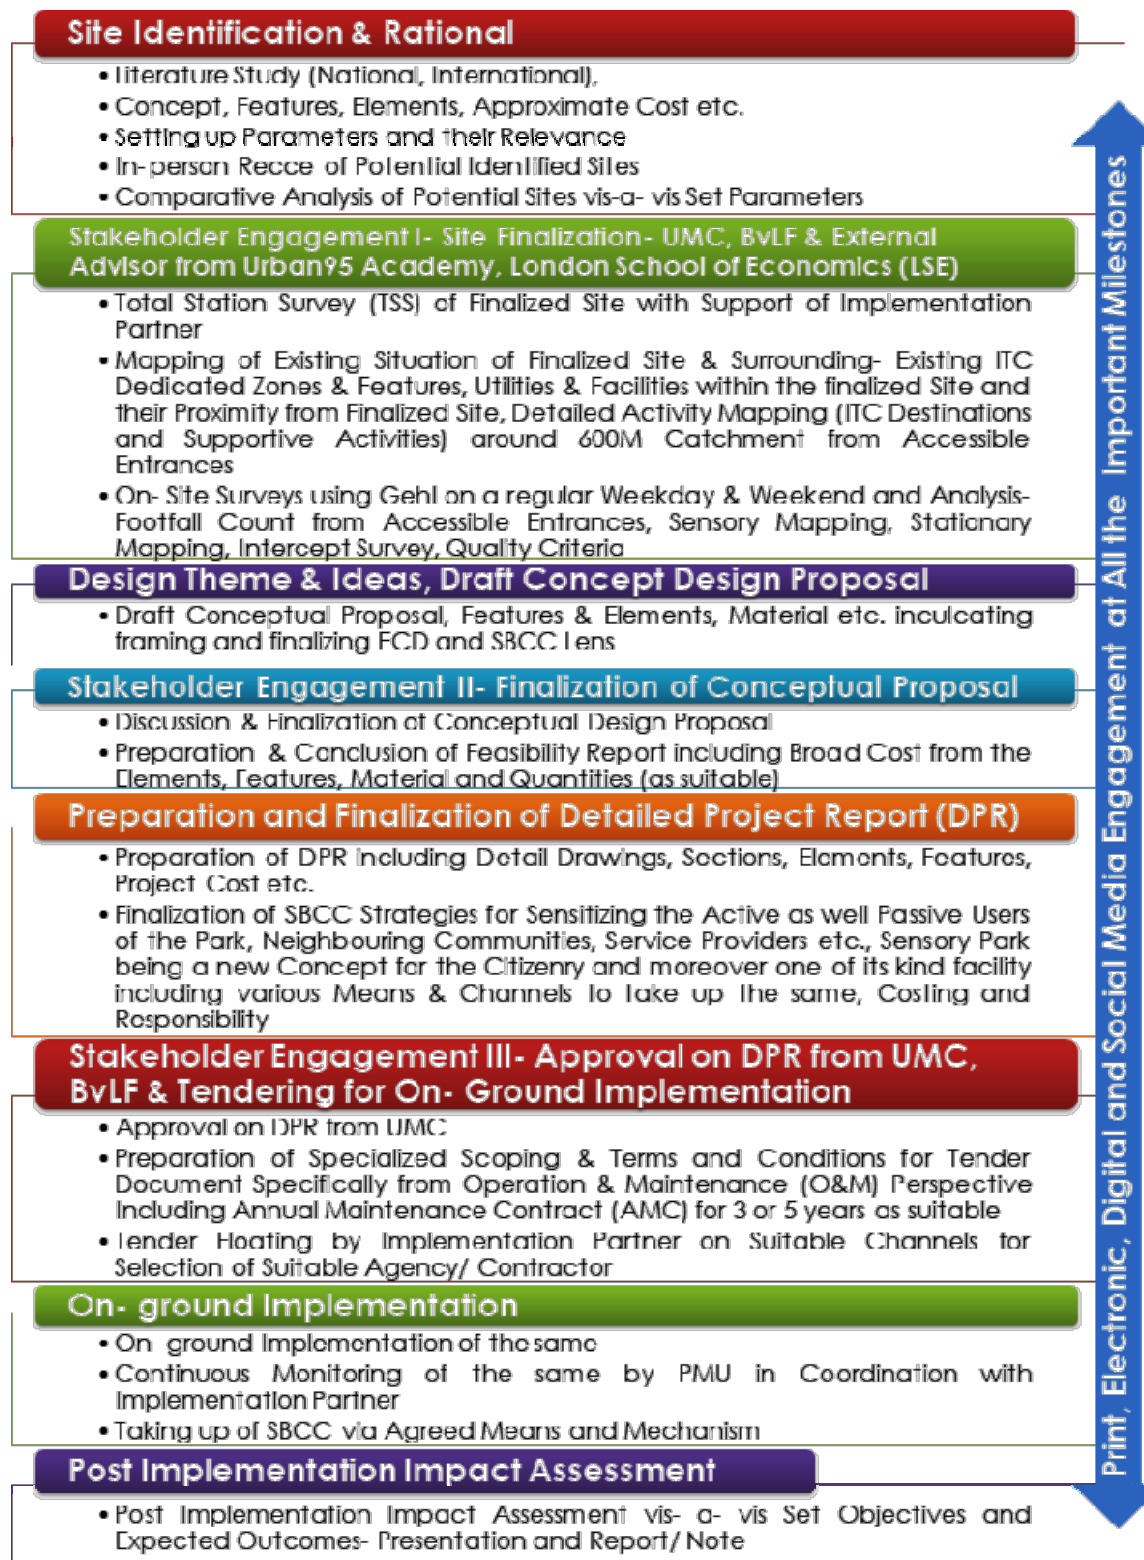 Site Identification & Rational
• Literature Study (National, International),
• Concept, Features, Elements, Approximate Cost etc.
• Setting up Parameters and their Relevance
• In- person Recce of Potential Identified Sites
• Comparative Analysis of Potential Sites vis-a- vis Set Parameters
Stakeholder Engagement I- Site Finalization- UMC, BvLF & External
Advisor from Urban95 Academy, London School of Economics (LSE)
• Total Station Survey (TSS) of Finalized Site with Support of Implementation
Partner
• Mapping of Existing Situation of Finalized Site & Surrounding- Existing ITC
Dedicated Zones & Features, Utilities & Facilities within the finalized Site and
their Proximity from Finalized Site, Detailed Activity Mapping (ITC Destinations
and Supportive Activities) around 600M Catchment from Accessible
Entrances
• On- Site Surveys using Gehl on a regular Weekday & Weekend and Analysis-
Footfall Count from Accessible Entrances, Sensory Mapping, Stationary
Mapping, Intercept Survey, Quality Criteria
Design Theme & Ideas, Draft Concept Design Proposal
• Draft Conceptual Proposal, Features & Elements, Material etc. inculcating
framing and finalizing ECD and SBCC Lens
Stakeholder Engagement II- Finalization of Conceptual Proposal
• Discussion & Finalization of Conceptual Design Proposal
• Preparation & Conclusion of Feasibility Report including Broad Cost from the
Elements, Features, Material and Quantities (as suitable)
Preparation and Finalization of Detailed Project Report (DPR)
• Preparation of DPR including Detail Drawings, Sections, Elements, Features,
Project Cost etc.
• Finalization of SBCC Strategies for Sensitizing the Active as well Passive Users
of the Park, Neighbouring Communities, Service Providers etc., Sensory Park
being a new Concept for the Citizenry and moreover one of its kind facility
including various Means & Channels to Take up the same, Costing and
Responsibility
Stakeholder Engagement III- Approval on DPR from UMC,
BvLF & Tendering for On- Ground Implementation
• Approval on DPR from UMC
• Preparation of Specialized Scoping & Terms and Conditions for Tender
Document Specifically from Operation & Maintenance (O&M) Perspective
Including Annual Maintenance Contract (AMC) for 3 or 5 years as suitable
• Tender Floating by Implementation Partner on Suitable Channels for
Selection of Suitable Agency/ Contractor
On- ground Implementation
• On ground Implementation of the same
• Continuous Monitoring of the same by PMU in Coordination with
Implementation Partner
• Taking up of SBCC via Agreed Means and Mechanism
Post Implementation Impact Assessment
• Post Implementation Impact Assessment vis- a- vis Set Objectives and
Expected Outcomes- Presentation and Report/ Note
Print, Electronic, Digital and Social Media Engagement at All the Important Milestones